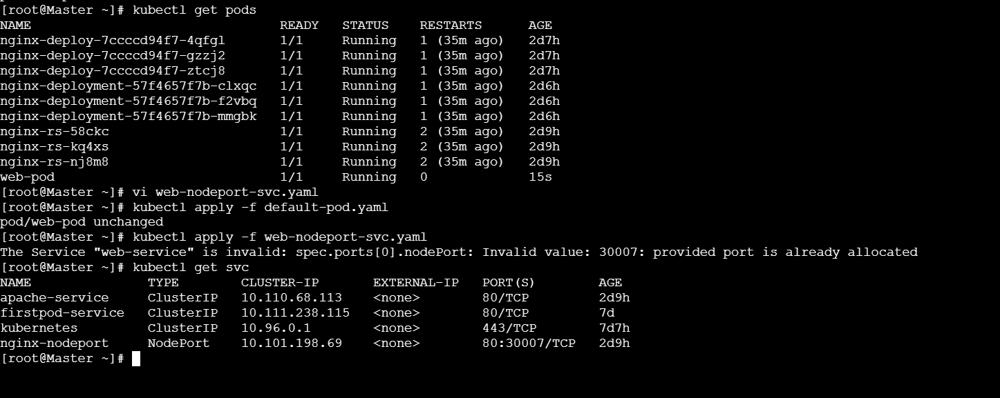 [root@Master ~]# kubectl get pods
NAME READY STATUS RESTARTS AGE
nginx-deploy-7ccccd94f7-4qfgl 1/1 Running 1 (35m ago) 2d7h
nginx-deploy-7ccccd94f7-gzzj2 1/1 Running 1 (35m ago) 2d7h
nginx-deploy-7ccccd94f7-ztcj8 1/1 Running 1 (35m ago) 2d7h
nginx-deployment-57f4657f7b-clxqc 1/1 Running 1 (35m ago) 2d6h
nginx-deployment-57f4657f7b-f2vbq 1/1 Running 1 (35m ago) 2d6h
nginx-deployment-57f4657f7b-mmgbk 1/1 Running 1 (35m ago) 2d6h
nginx-rs-58ckc 1/1 Running 2 (35m ago) 2d9h
nginx-rs-kq4xs 1/1 Running 2 (35m ago) 2d9h
nginx-rs-nj8m8 1/1 Running 2 (35m ago) 2d9h
web-pod 1/1 Running 0 15s
[root@Master ~]# vi web-nodeport-svc.yaml
[root@Master ~]# kubectl apply -f default-pod.yaml
pod/web-pod unchanged
[root@Master ~]# kubectl apply -f web-nodeport-svc.yaml
The Service "web-service" is invalid: spec.ports[0].nodePort: Invalid value: 30007: provided port is already allocated
[root@Master ~]# kubectl get svc
NAME TYPE CLUSTER-IP EXTERNAL-IP PORT(S) AGE
apache-service ClusterIP 10.110.68.113 <none> 80/TCP 2d9h
firstpod-service ClusterIP 10.111.238.115 <none> 80/TCP 7d
kubernetes ClusterIP 10.96.0.1 <none> 443/TCP 7d7h
nginx-nodeport NodePort 10.101.198.69 <none> 80:30007/TCP 2d9h
[root@Master ~]#